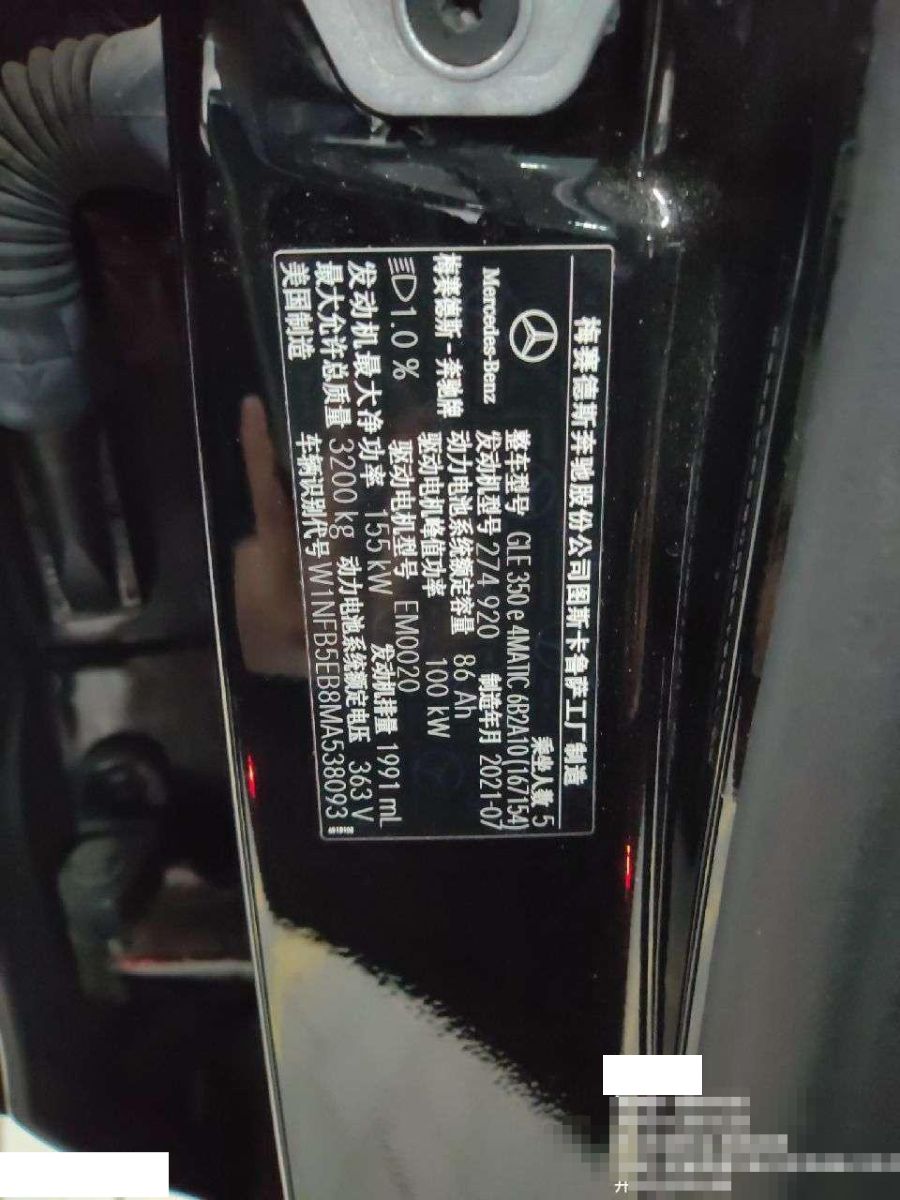 梅赛德斯奔驰股份公司图斯卡鲁萨工厂制造
乘坐人数 5
整车型号 GLE 350 e 4MATIC 6B2A10(167154)
Mercedes-Benz
发动机型号 274 920 制造年月 2021-07
动力电池系统额定容量 86 Ah
梅赛德斯-奔驰牌
驱动电机峰值功率 100 kW
1.0 % 驱动电机型号 EM0020 发动机排量 1991 mL
发动机最大净功率 155 kW
最大允许总质量 3200 kg 动力电池系统额定电压 363 V
美国制造 车辆识别代号 W1NFB5EB8MA538093